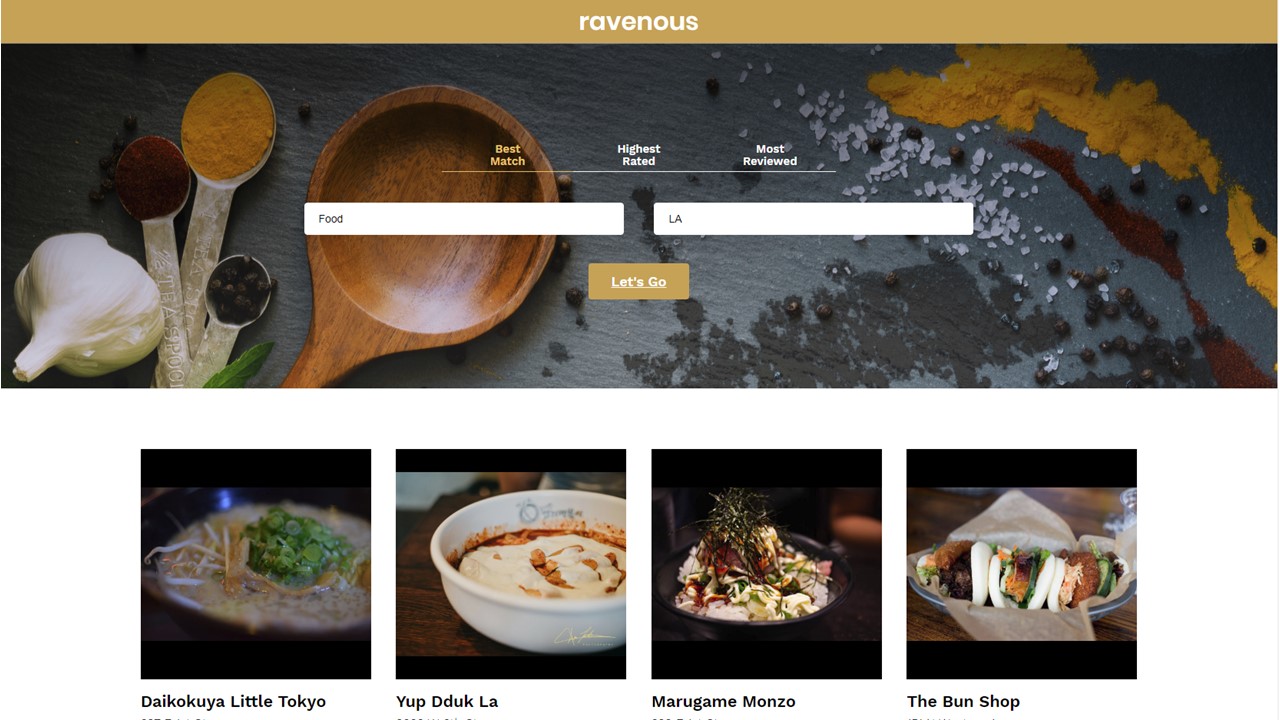 ravenous
Best
Match
Highest
Rated
Most
Reviewed
Food
LA
Let's Go
Daikokuya Little Tokyo
Yup Dduk La
Marugame Monzo
The Bun Shop